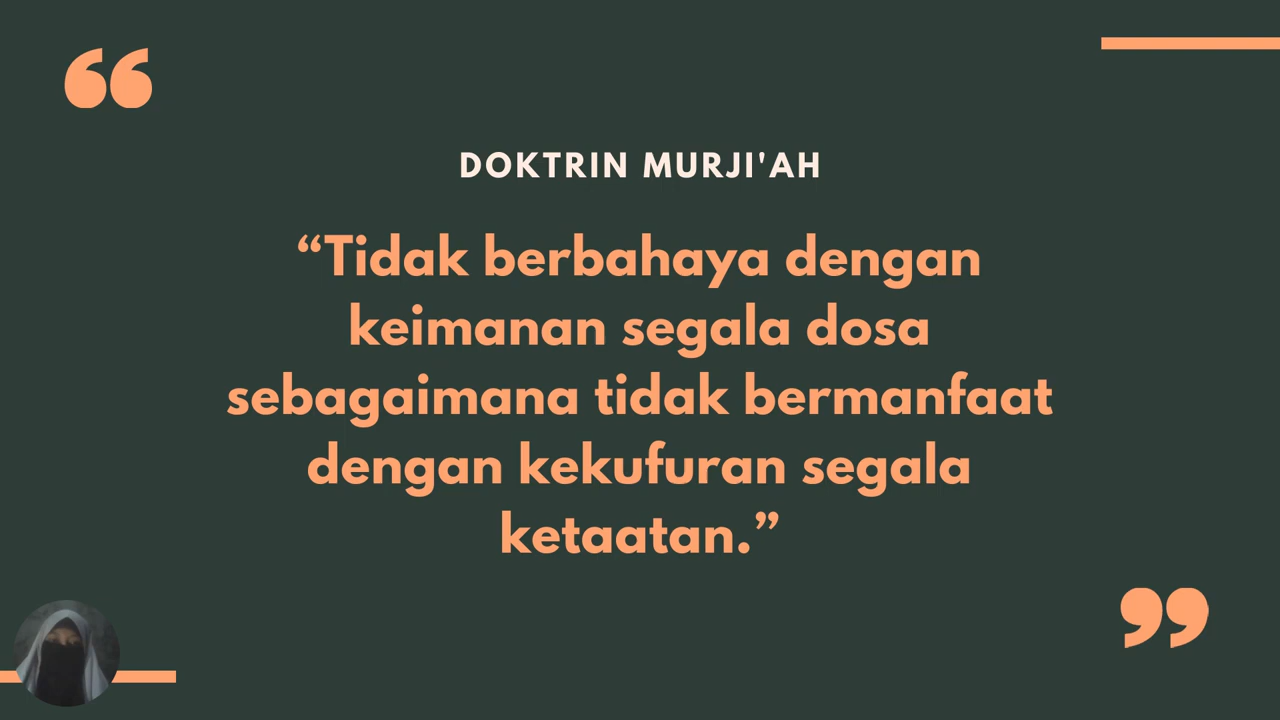 DOKTRIN MURJI'AH
“Tidak berbahaya dengan
keimanan segala dosa
sebagaimana tidak bermanfaat
dengan kekufuran segala
ketaatan.”